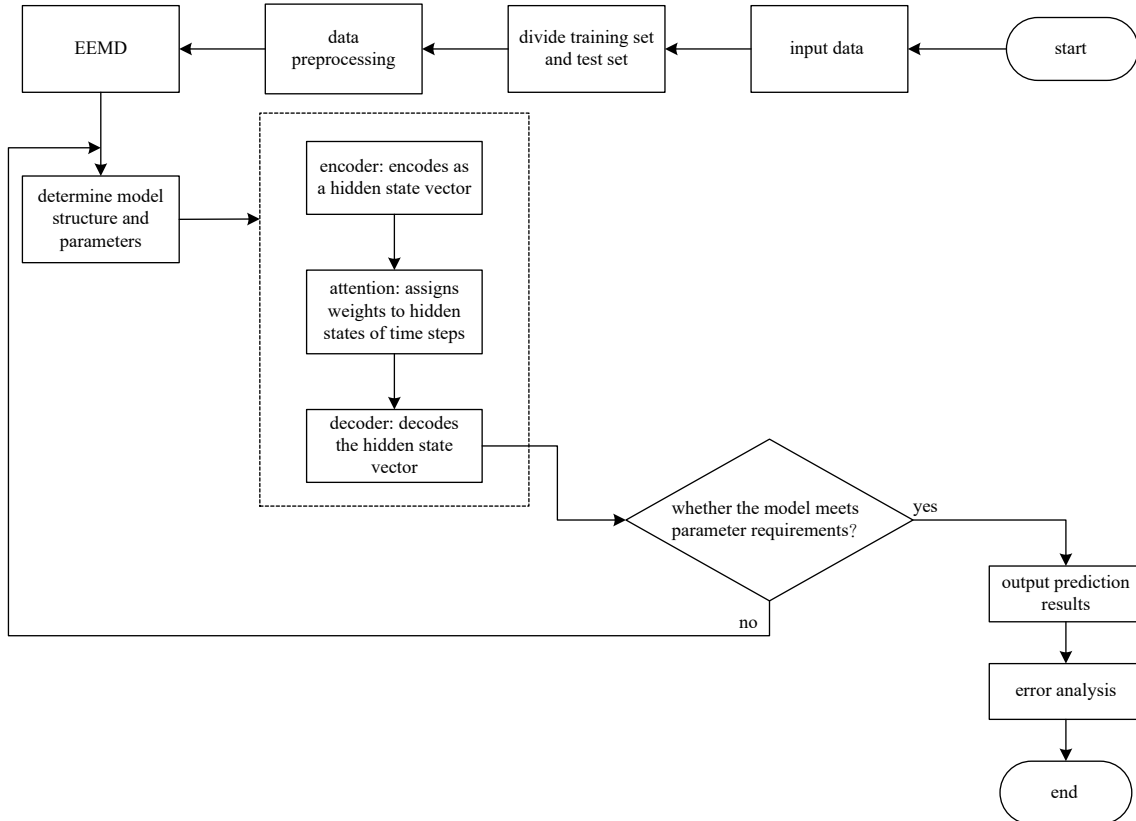 start
input data
divide training set
and test set
data
preprocessing
EEMD
determine model
structure and
parameters
encoder: encodes as
a hidden state vector
attention: assigns
weights to hidden
states of time steps
decoder: decodes
the hidden state
vector
whether the model meets
parameter requirements?
yes
no
output prediction
results
error analysis
end